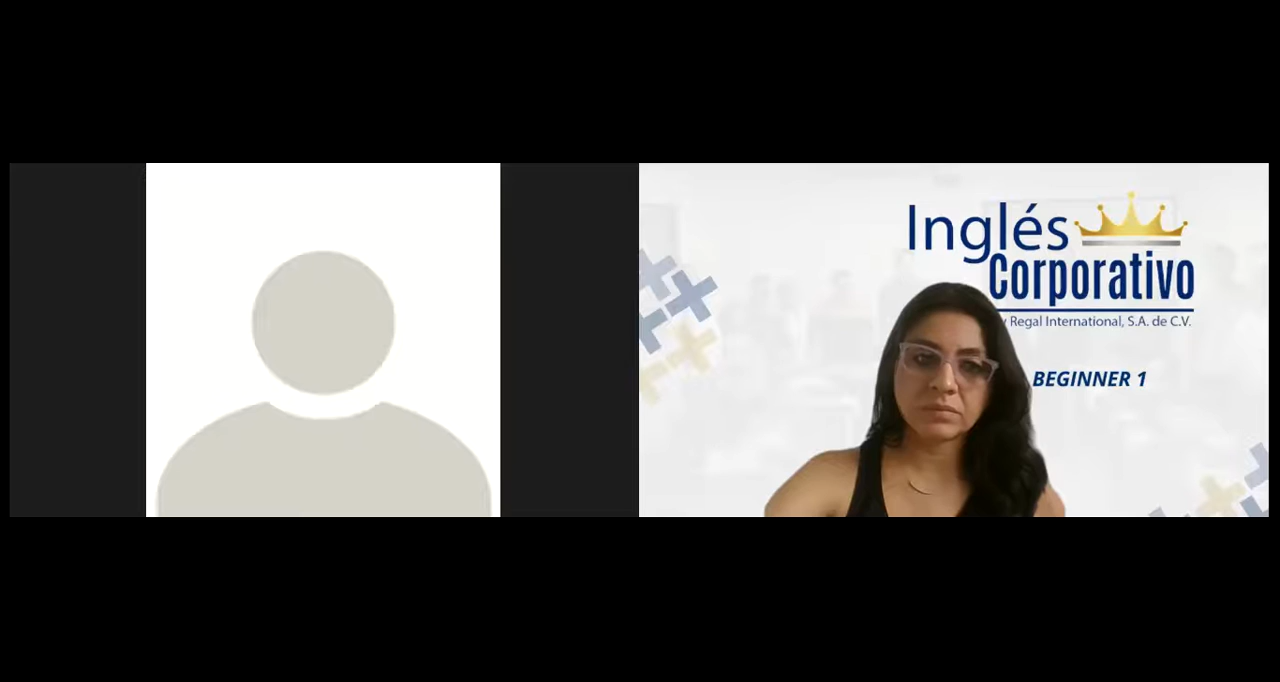 Inglés
Corporativo
Regal International, S.A. de C.V.
BEGINNER 1